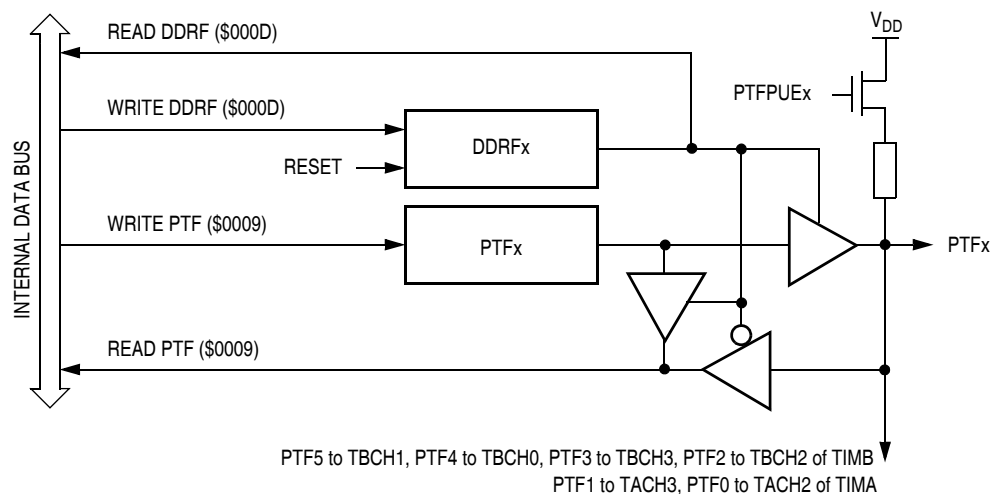 READ DDRF ($000D)
VDD
WRITE DDRF ($000D)
PTFPUEx
DDRFx
RESET
INTERNAL DATA BUS
WRITE PTF ($0009)
PTFx
PTFx
READ PTF ($0009)
PTF5 to TBCH1, PTF4 to TBCH0, PTF3 to TBCH3, PTF2 to TBCH2 of TIMB
PTF1 to TACH3, PTF0 to TACH2 of TIMA